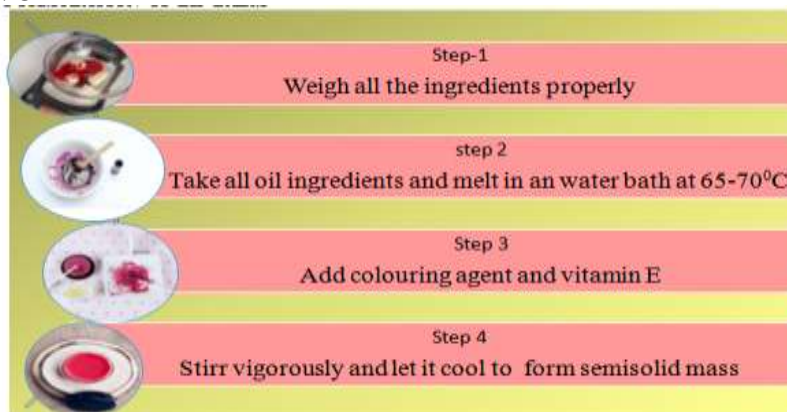 Step-1
Weigh all the ingredients properly
step 2
Take all oil ingredients and melt in an water bath at 65-70⁰C
Step 3
Add colouring agent and vitamin E
Step 4
Stirr vigorously and let it cool to form semisolid mass